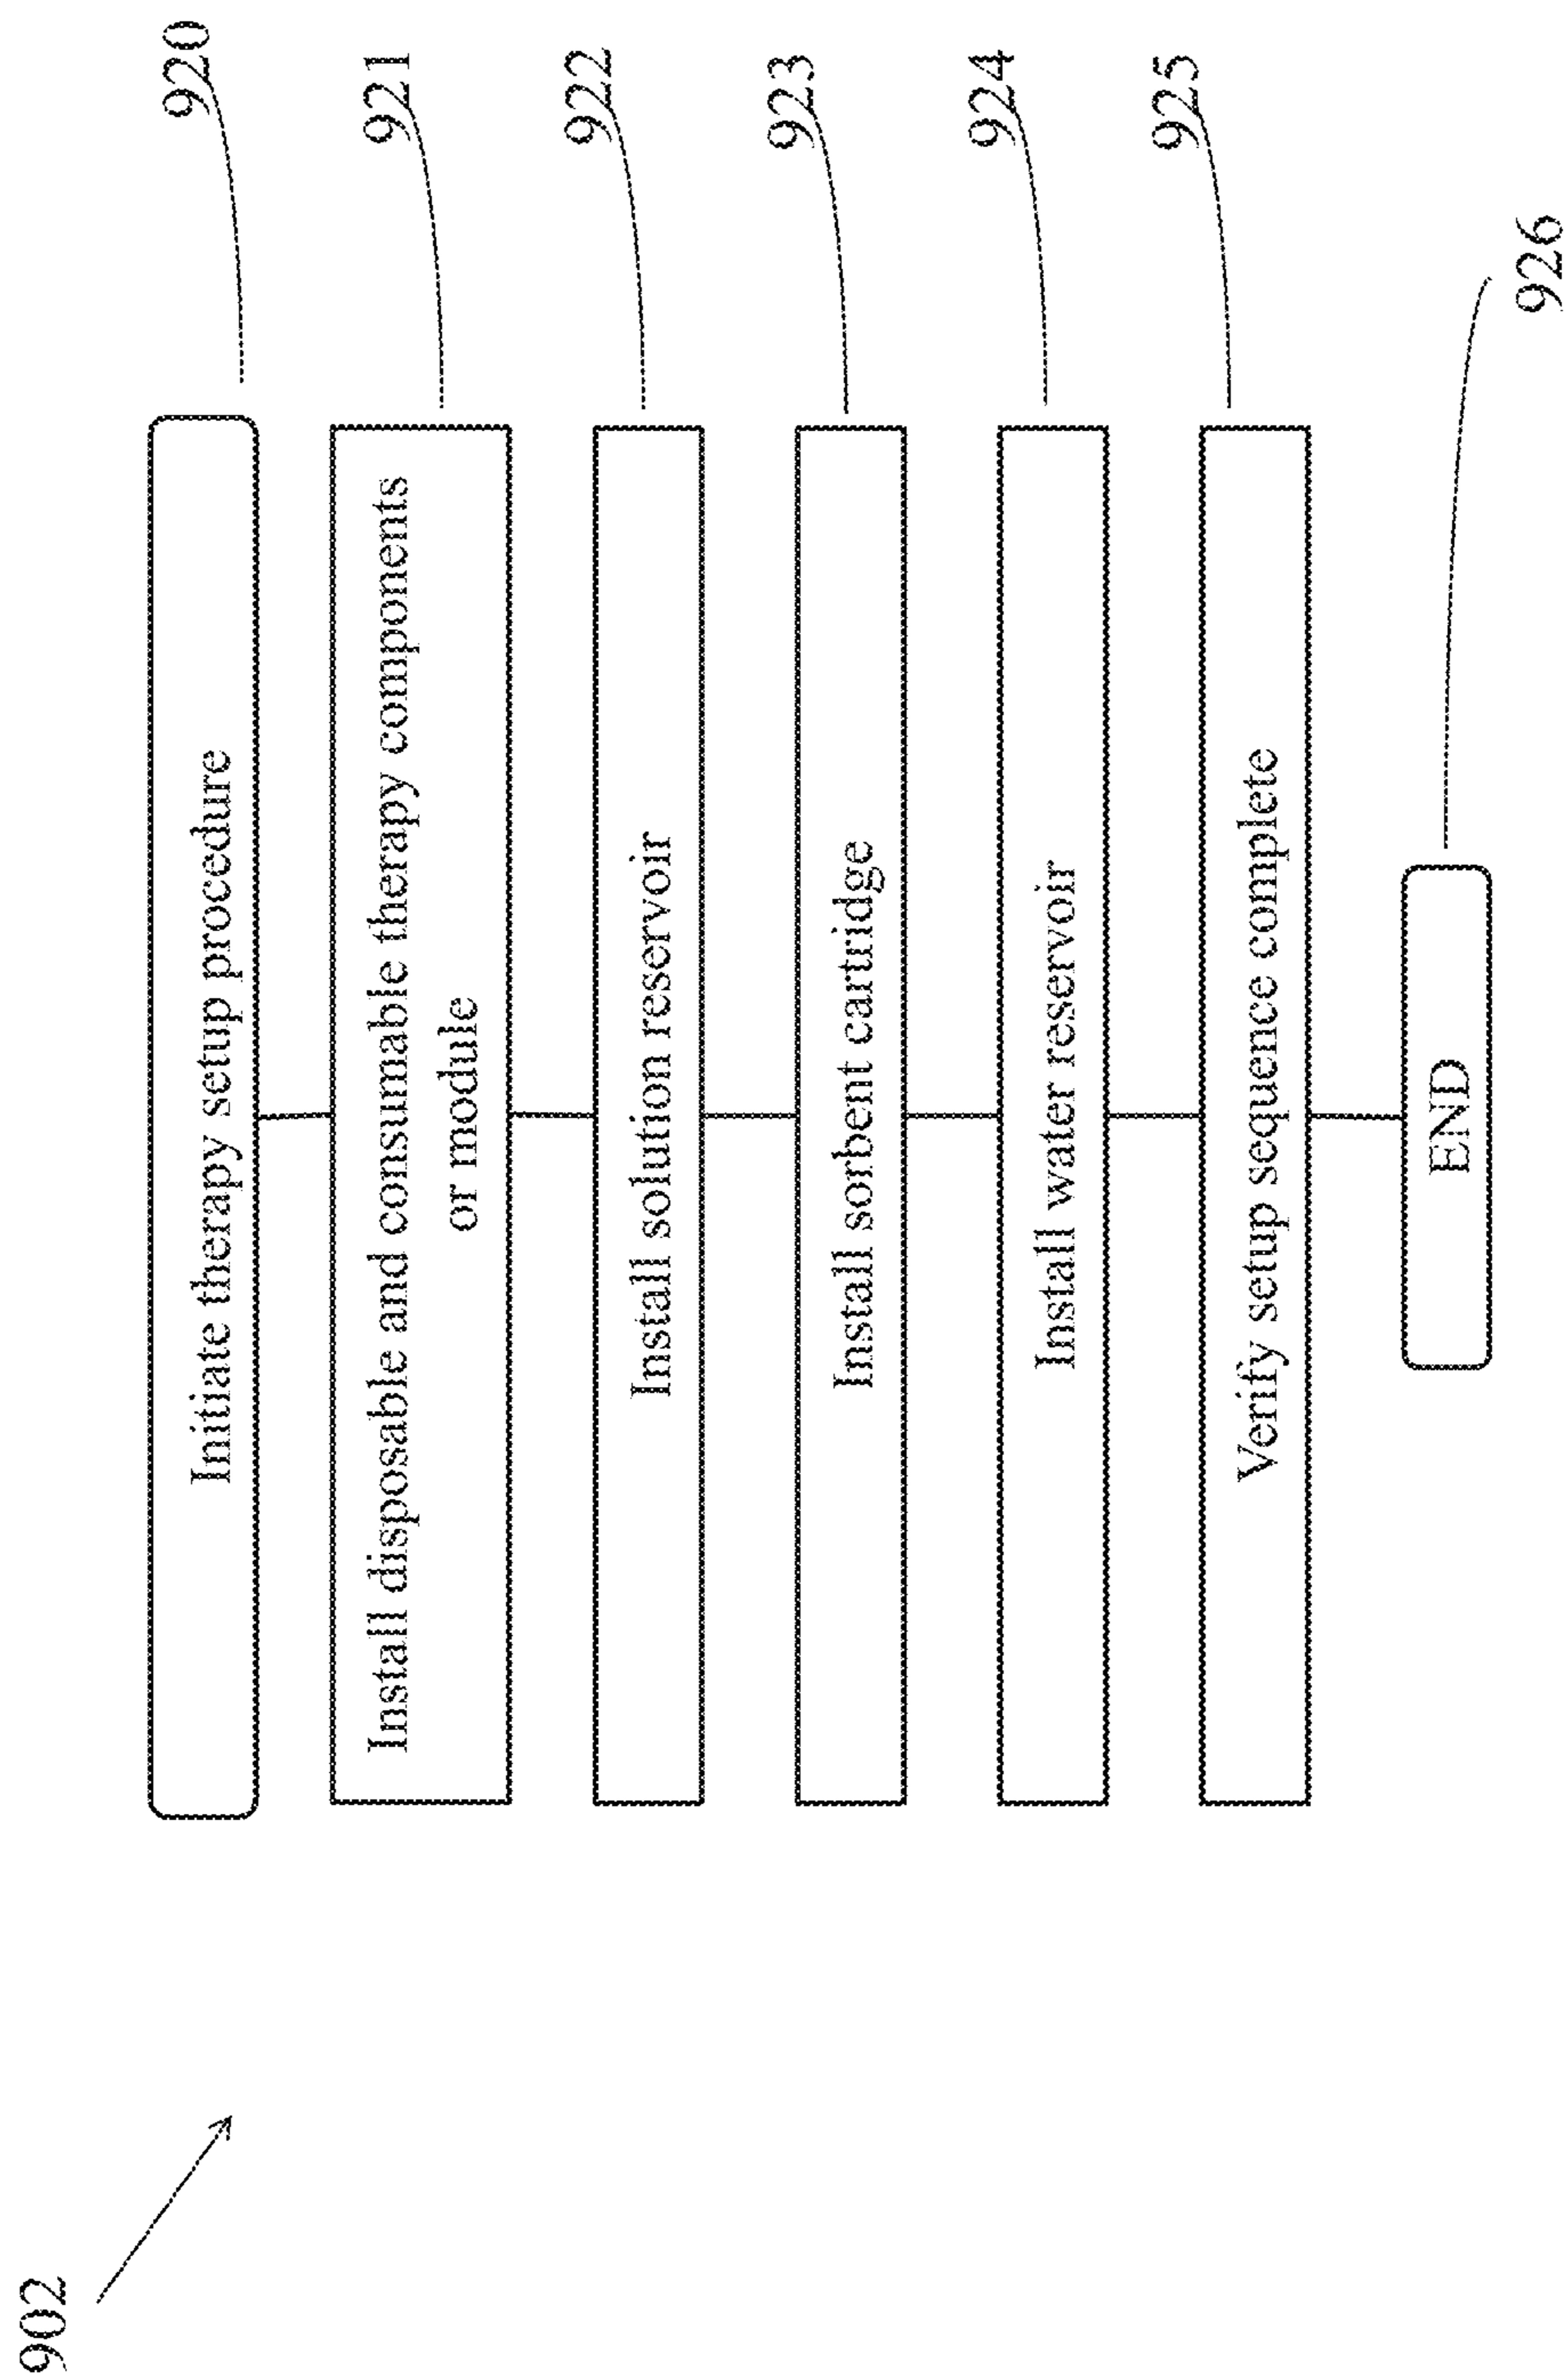 902
Initiate therapy setup procedure
920
Install disposable and consumable therapy components
or module
921
Install solution reservoir
922
Install sorbent cartridge
923
Install water reservoir
924
Verify setup sequence complete
925
END
926